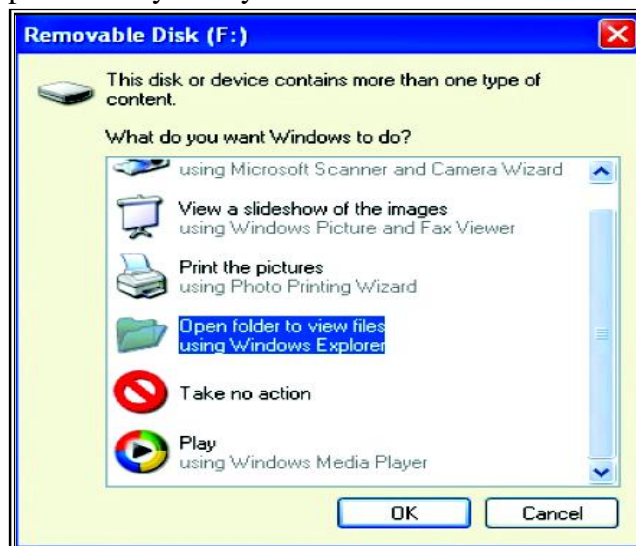 Removable Disk (F:)
This disk or device contains more than one type of
content.
What do you want Windows to do?
using Microsoft Scanner and Camera Wizard
View a slideshow of the images
using Windows Picture and Fax Viewer
Print the pictures
using Photo Printing Wizard
Open folder to view files
using Windows Explorer
Take no action
Play
using Windows Media Player
OK Cancel